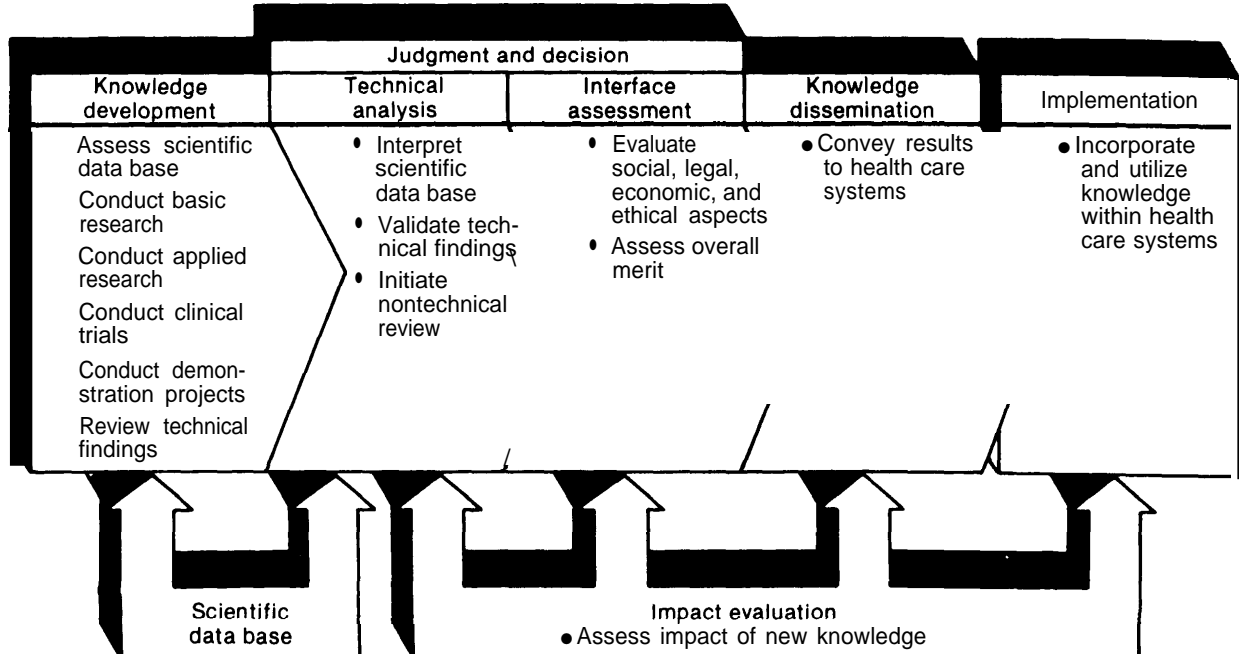 Judgment and decision
Knowledge
development
Technical
analysis
Interface
assessment
Knowledge
dissemination
Implementation
Assess scientific
data base
Conduct basic
research
Conduct applied
research
Conduct clinical
trials
Conduct demon-
stration projects
Review technical
findings
• Interpret
scientific
data base
• Validate tech-
nical findings
• Initiate
nontechnical
review
• Evaluate
social, legal,
economic, and
ethical aspects
• Assess overall
merit
• Convey results
to health care
systems
• Incorporate
and utilize
knowledge
within health
care systems
Scientific
data base
Impact evaluation
• Assess impact of new knowledge